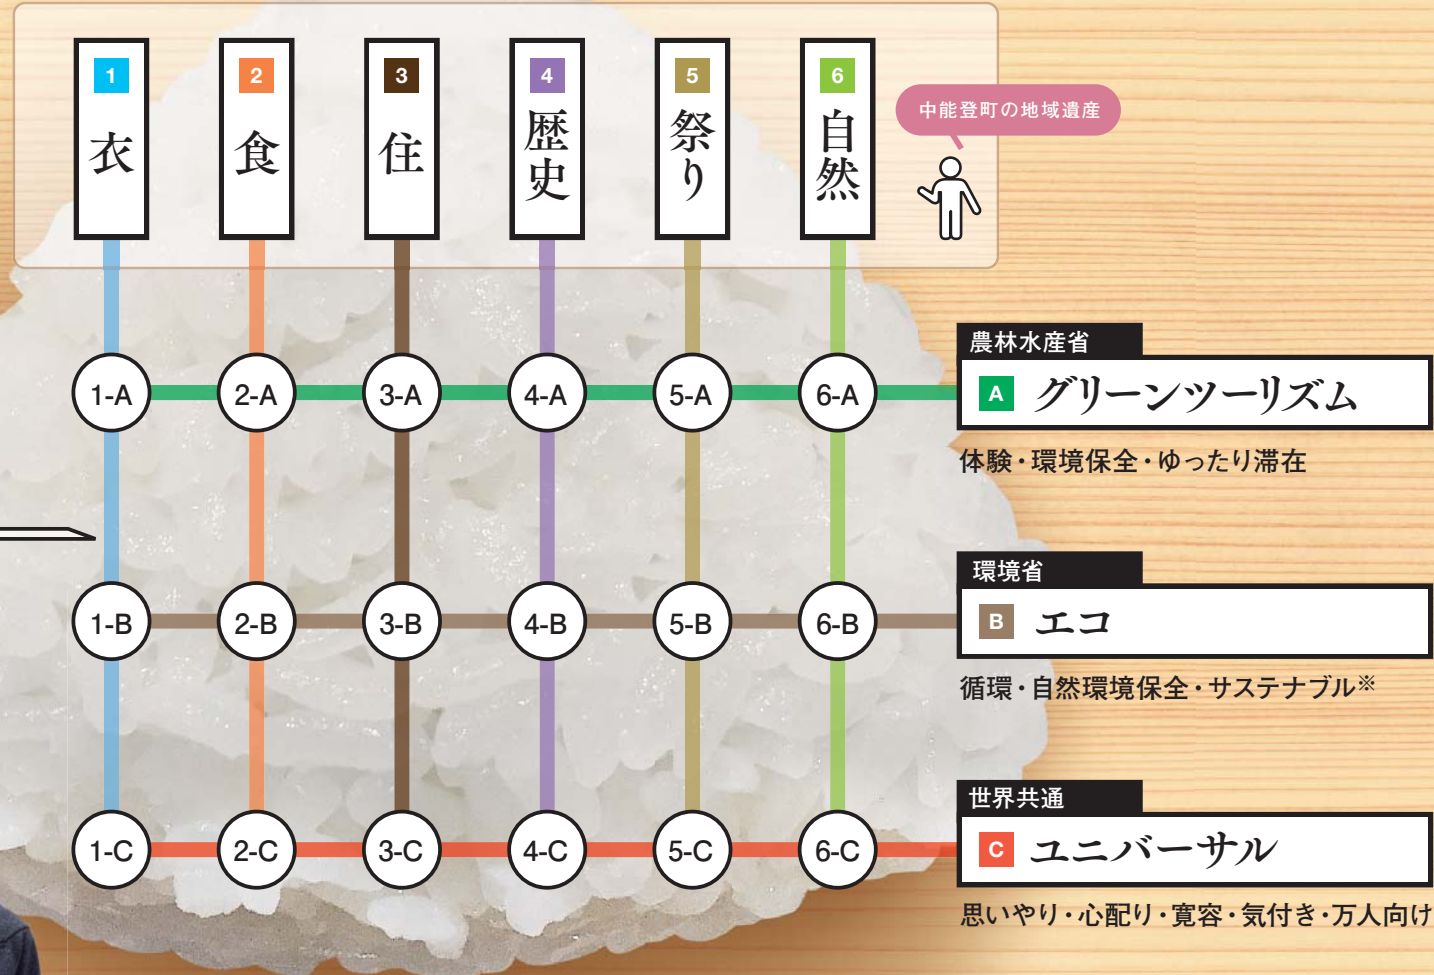 1 2 3 4 5 6
衣 食 住 歴史 祭り 自然
中能登町の地域遺産
農林水産省
1-A 2-A 3-A 4-A 5-A 6-A A グリーンツーリズム
体験・環境保全・ゆったり滞在
環境省
1-B 2-B 3-B 4-B 5-B 6-B B エコ
循環・自然環境保全・サステナブル※
世界共通
1-C 2-C 3-C 4-C 5-C 6-C C ユニバーサル
思いやり・心配り・寛容・気付き・万人向け